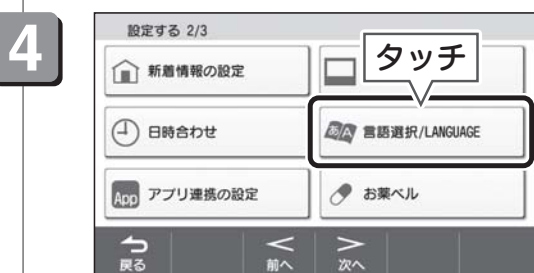 4
設定する 2/3
新着情報の設定
タッチ
日時合わせ
あ/A 言語選択/LANGUAGE
App アプリ連携の設定
お薬ベル
戻る
前へ
次へ